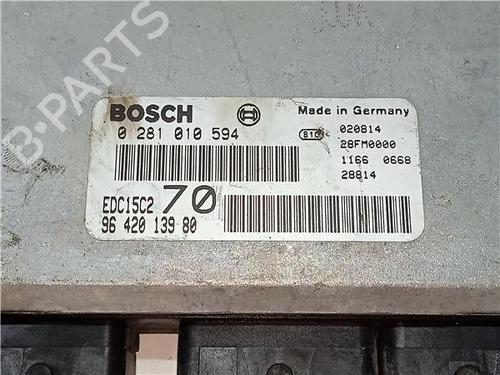 B-PARTS
BOSCH
Made in Germany
0 281 010 594
810
020814
28FM0000
1166 0668
28814
EDC15C2
70
96 420 139 80